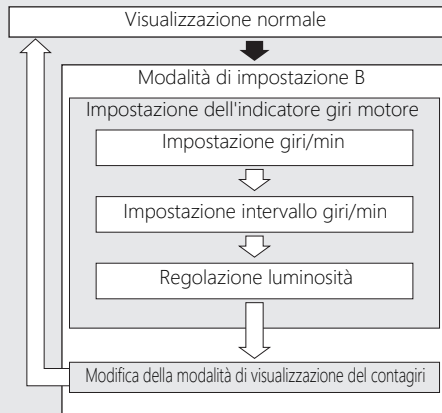 Visualizzazione normale
Modalità di impostazione B
Impostazione dell'indicatore giri motore
Impostazione giri/min
Impostazione intervallo giri/min
Regolazione luminosità
Modifica della modalità di visualizzazione del contagiri